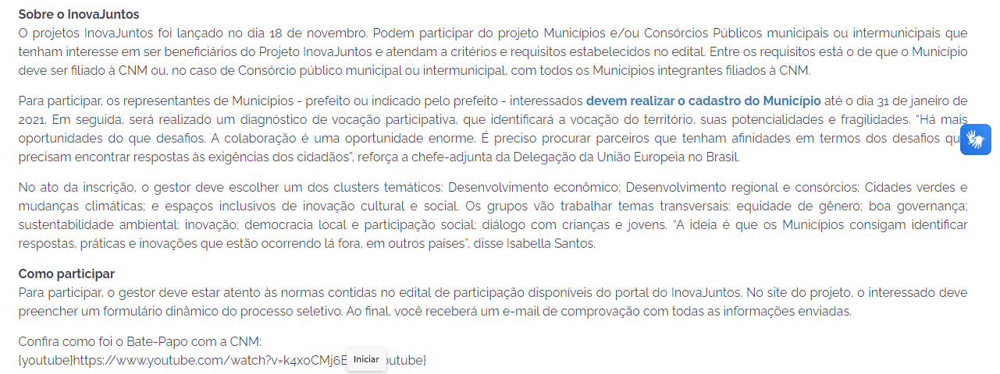 Sobre o InovaJuntos
O projetos InovaJuntos foi lançado no dia 18 de novembro. Podem participar do projeto Municípios e/ou Consórcios Públicos municipais ou intermunicipais que
tenham interesse em ser beneficiários do Projeto InovaJuntos e atendam a critérios e requisitos estabelecidos no edital. Entre os requisitos está o de que o Município
deve ser filiado à CNM ou, no caso de Consórcio público municipal ou intermunicipal, com todos os Municípios integrantes filiados à CNM.
Para participar, os representantes de Municípios - prefeito ou indicado pelo prefeito - interessados devem realizar o cadastro do Município até o dia 31 de janeiro de
2021. Em seguida, será realizado um diagnóstico de vocação participativa, que identificará a vocação do território, suas potencialidades e fragilidades. “Há mais
oportunidades do que desafios. A colaboração é uma oportunidade enorme. É preciso procurar parceiros que tenham afinidades em termos dos desafios
precisam encontrar respostas às exigências dos cidadãos”, reforça a chefe-adjunta da Delegação da União Europeia no Brasil.
No ato da inscrição, o gestor deve escolher um dos clusters temáticos: Desenvolvimento econômico; Desenvolvimento regional e consórcios; Cidades verdes e
mudanças climáticas; e espaços inclusivos de inovação cultural e social. Os grupos vão trabalhar temas transversais: equidade de gênero; boa governança;
sustentabilidade ambiental; inovação; democracia local e participação social; diálogo com crianças e jovens. “A ideia é que os Municípios consigam identificar
respostas, práticas e inovações que estão ocorrendo lá fora, em outros países”, disse Isabella Santos.
Como participar
Para participar, o gestor deve estar atento às normas contidas no edital de participação disponíveis do portal do InovaJuntos. No site do projeto, o interessado deve
preencher um formulário dinâmico do processo seletivo. Ao final, você receberá um e-mail de comprovação com todas as informações enviadas.
Confira como foi o Bate-Papo com a CNM:
{youtube}https://www.youtube.com/watch?v=k4xoCMj6E Iniciar outube}